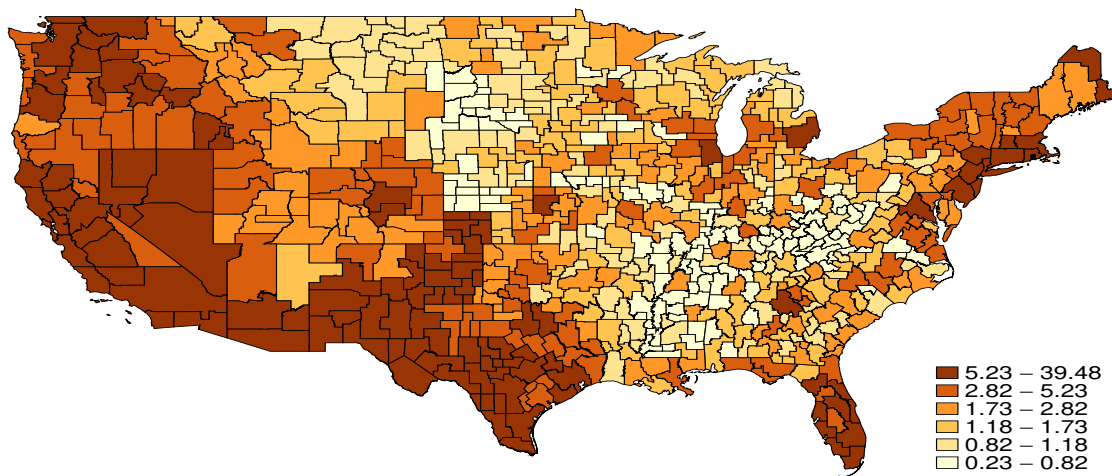 5.23 – 39.48
2.82 – 5.23
1.73 – 2.82
1.18 – 1.73
0.82 – 1.18
0.23 – 0.82